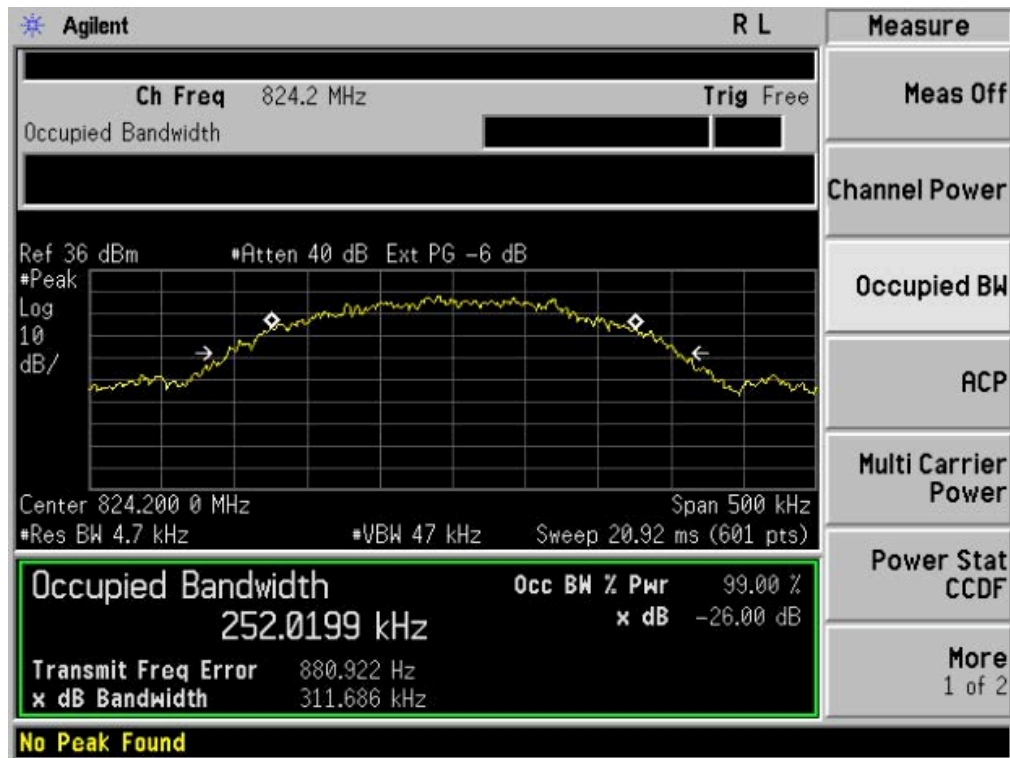 Agilent R L Measure
Ch Freq 824.2 MHz Trig Free
Occupied Bandwidth
Meas Off
Channel Power
Occupied BW
ACP
Multi Carrier
Power
Power Stat
CCDF
More
1 of 2
Ref 36 dBm #Atten 40 dB Ext PG -6 dB
#Peak
Log
10
dB/
Center 824.200 0 MHz Span 500 kHz
#Res BW 4.7 kHz #VBW 47 kHz Sweep 20.92 ms (601 pts)
Occupied Bandwidth Occ BW % Pwr 99.00 %
252.0199 kHz x dB -26.00 dB
Transmit Freq Error 880.922 Hz
x dB Bandwidth 311.686 kHz
No Peak Found